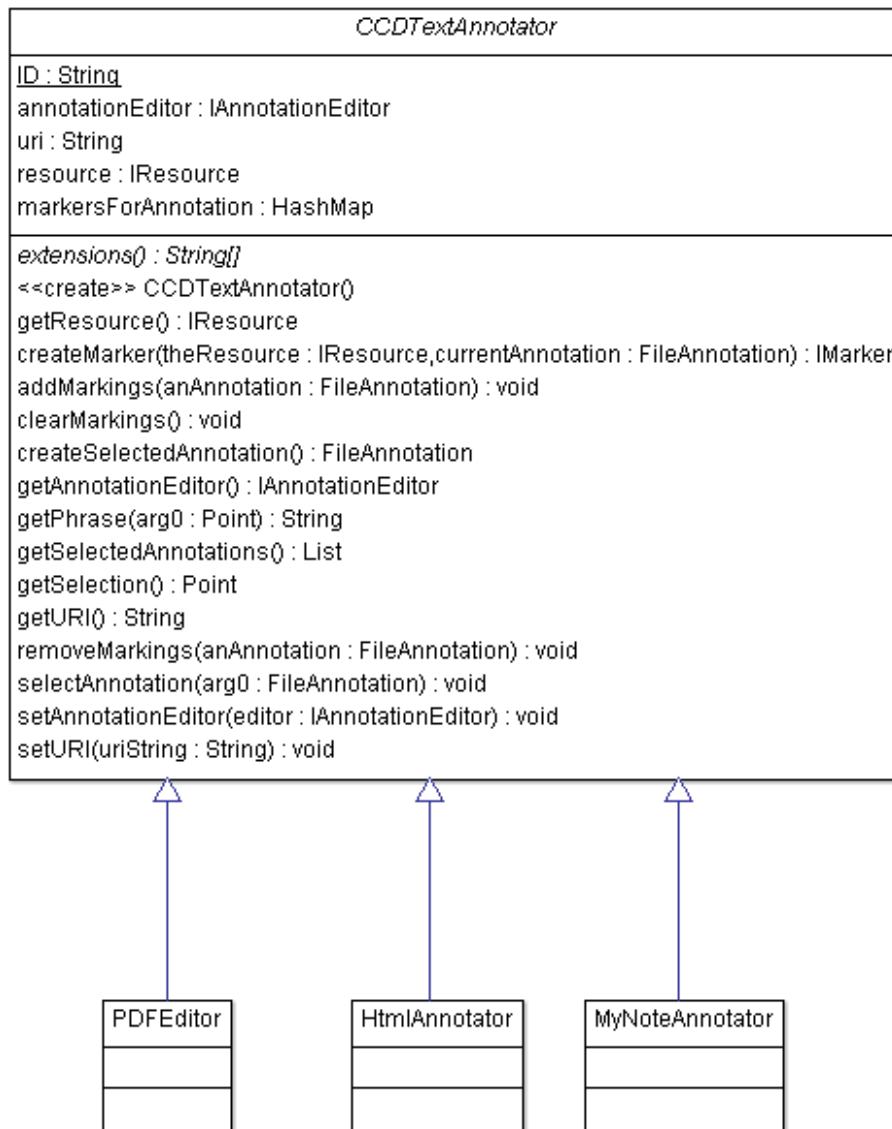 CCDTextAnnotator
ID : String
annotationEditor : IAnnotationEditor
uri : String
resource : IResource
markersForAnnotation : HashMap
extensions() : String[]
<<create>> CCDTextAnnotator()
getResource() : IResource
createMarker(theResource : IResource,currentAnnotation : FileAnnotation) : IMarker
addMarkings(anAnnotation : FileAnnotation) : void
clearMarkings() : void
createSelectedAnnotation() : FileAnnotation
getAnnotationEditor() : IAnnotationEditor
getPhrase(arg0 : Point) : String
getSelectedAnnotations() : List
getSelection() : Point
getURI() : String
removeMarkings(anAnnotation : FileAnnotation) : void
selectAnnotation(arg0 : FileAnnotation) : void
setAnnotationEditor(editor : IAnnotationEditor) : void
setURI(uriString : String) : void
PDFEditor
HtmlAnnotator
MyNoteAnnotator